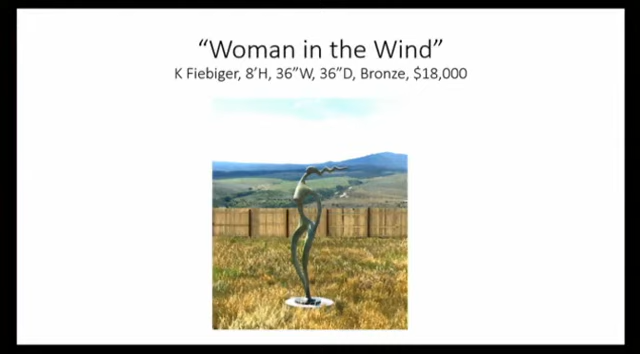 “Woman in the Wind”
K Fiebiger, 8’H, 36”W, 36”D, Bronze, $18,000